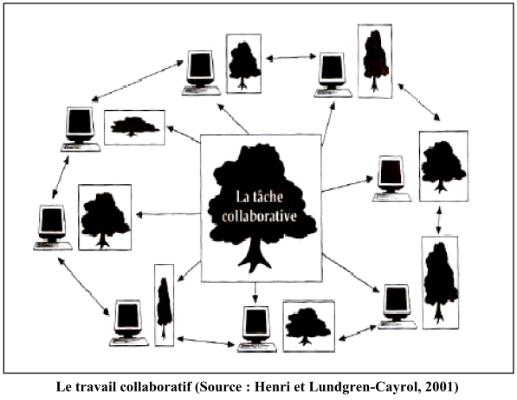 La tâche
collaborative
Le travail collaboratif (Source : Henri et Lundgren-Cayrol, 2001)